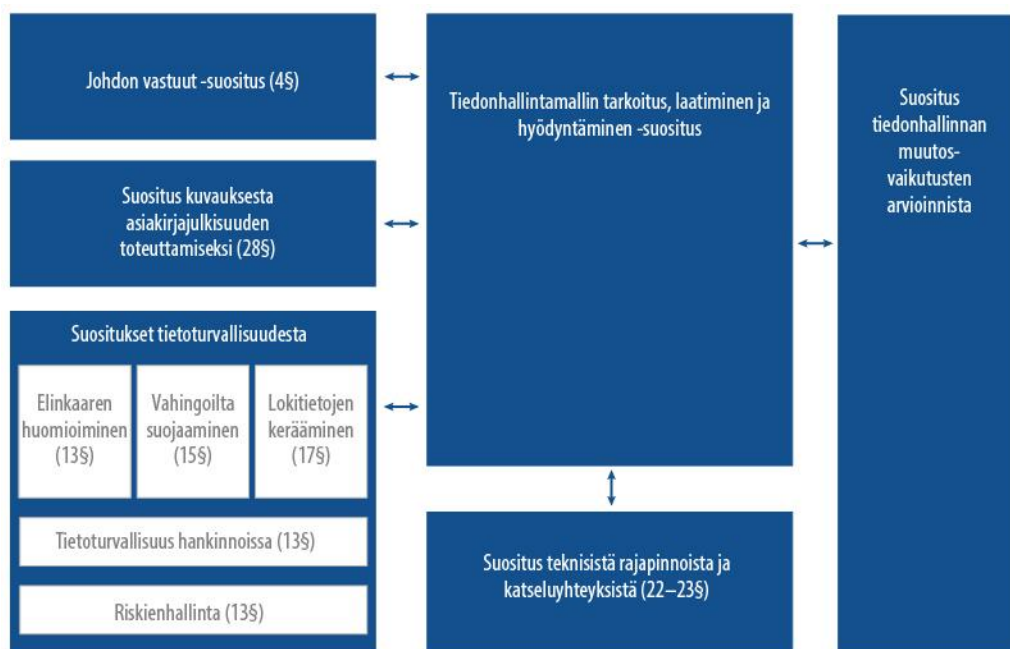 Johdon vastuut -suositus (4§)
Suositus kuvauksesta
asiakirjajulkisuuden
toteuttamiseksi (28§)
Suositukset tietoturvallisuudesta
Elinkaaren
huomioiminen
(13§)
Vahingoilta
suojaaminen
(15§)
Lokitietojen
kerääminen
(17§)
Tietoturvallisuus hankinnoissa (13§)
Riskienhallinta (13§)
Tiedonhallintamallin tarkoitus, laatiminen ja
hyödyntäminen -suositus
Suositus teknisistä rajapinnoista ja
katseluyhteyksistä (22–23§)
Suositus
tiedonhallinnan
muutos-
vaikutusten
arvioinnista